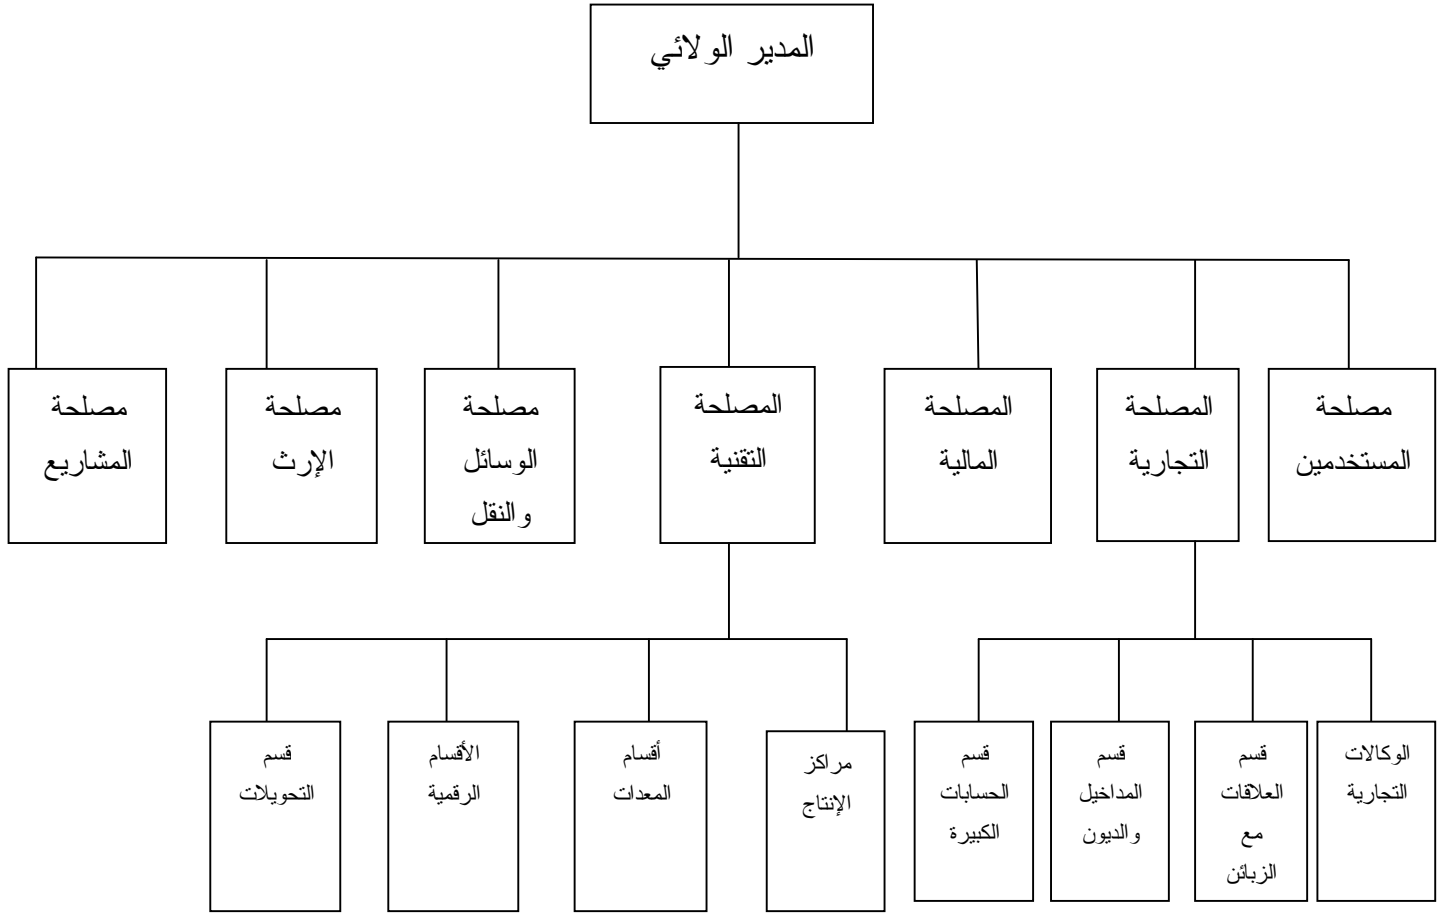 المدير الولائي
مصلحة
المستخدمين
المصلحة
التجارية
المصلحة
المالية
المصلحة
التقنية
مصلحة
الوسائل
والنقل
مصلحة
الإرث
مصلحة
المشاريع
الوكالات
التجارية
قسم
العلاقات
مع
الزبائن
قسم
المداخيل
والديون
قسم
الحسابات
الكبيرة
مراكز
الإنتاج
أقسام
المعدات
الأقسام
الرقمية
قسم
التحويلات